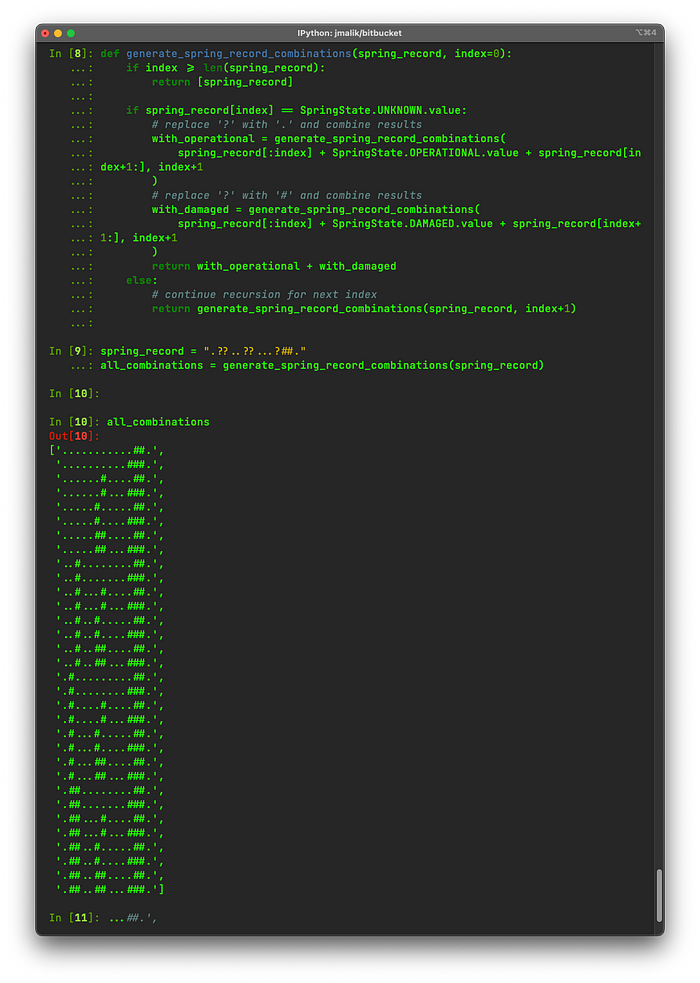 IPython: jmalik/bitbucket
⌥⌘4
In [8]: def generate_spring_record_combinations(spring_record, index=0):
...:     if index >= len(spring_record):
...:         return [spring_record]
...:
...:     if spring_record[index] == SpringState.UNKNOWN.value:
...:         # replace '?' with '.' and combine results
...:         with_operational = generate_spring_record_combinations(
...:             spring_record[:index] + SpringState.OPERATIONAL.value + spring_record[in
...: dex+1:], index+1
...:         )
...:         # replace '?' with '#' and combine results
...:         with_damaged = generate_spring_record_combinations(
...:             spring_record[:index] + SpringState.DAMAGED.value + spring_record[index+
...: 1:], index+1
...:         )
...:         return with_operational + with_damaged
...:     else:
...:         # continue recursion for next index
...:         return generate_spring_record_combinations(spring_record, index+1)
...:
In [9]: spring_record = ".??..??...?##."
...: all_combinations = generate_spring_record_combinations(spring_record)
In [10]:
In [10]: all_combinations
Out[10]:
['...........##.',
'..........###.',
'......#....##.',
'......#...###.',
'.....#.....##.',
'.....#....###.',
'.....##....##.',
'.....##...###.',
'..#........##.',
'..#.......###.',
'..#...#....##.',
'..#...#...###.',
'..#..#.....##.',
'..#..#....###.',
'..#..##....##.',
'..#..##...###.',
'.#.........##.',
'.#........###.',
'.#....#....##.',
'.#....#...###.',
'.#...#.....##.',
'.#...#....###.',
'.#...##....##.',
'.#...##...###.',
'.##........##.',
'.##.......###.',
'.##...#....##.',
'.##...#...###.',
'.##..#.....##.',
'.##..#....###.',
'.##..##....##.',
'.##..##...###.']
In [11]: ...##.',